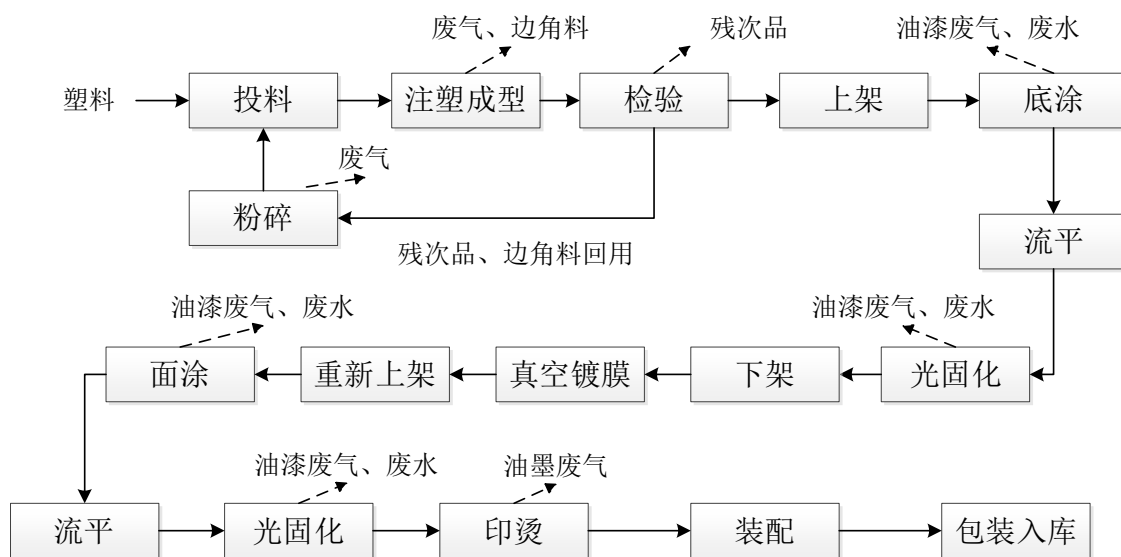 废气、边角料
残次品
油漆废气、废水
塑料
投料
注塑成型
检验
上架
底涂
废气
粉碎
残次品、边角料回用
流平
油漆废气、废水
油漆废气、废水
面涂
重新上架
真空镀膜
下架
光固化
油漆废气、废水
油墨废气
流平
光固化
印烫
装配
包装入库